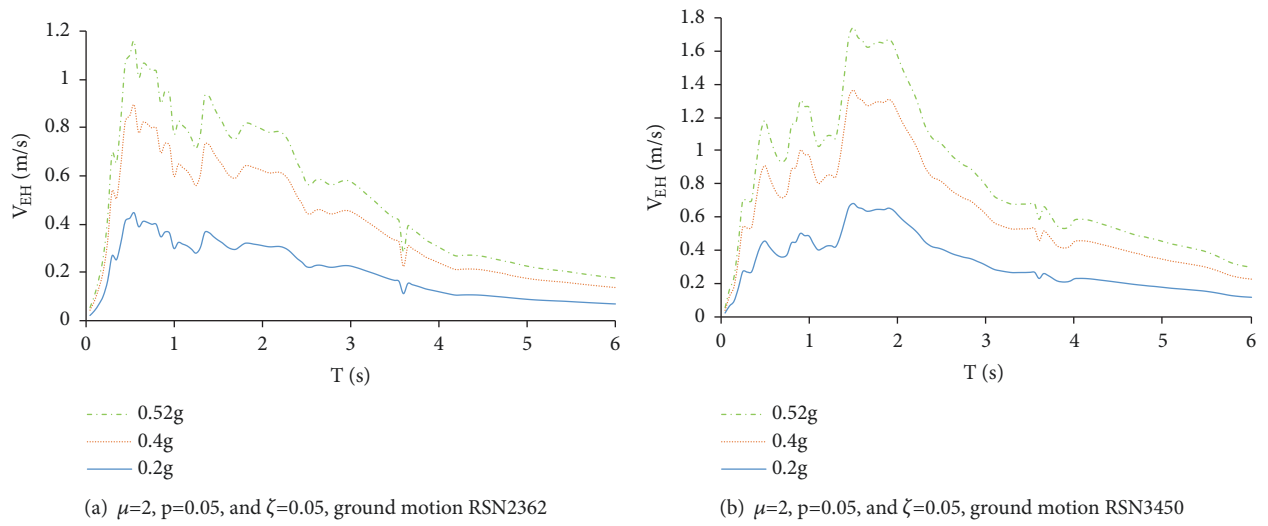 1.2
1
0.8
0.6
0.4
0.2
0
V_EH (m/s)
0 1 2 3 4 5 6
T (s)
0.52g
0.4g
0.2g
(a) μ=2, p=0.05, and ζ=0.05, ground motion RSN2362
1.8
1.6
1.4
1.2
1
0.8
0.6
0.4
0.2
0
V_EH (m/s)
0 1 2 3 4 5 6
T (s)
0.52g
0.4g
0.2g
(b) μ=2, p=0.05, and ζ=0.05, ground motion RSN3450